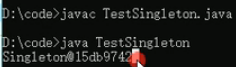 D:\code>javac TestSingleton.java
D:\code>java TestSingleton
Singleton@15db9742